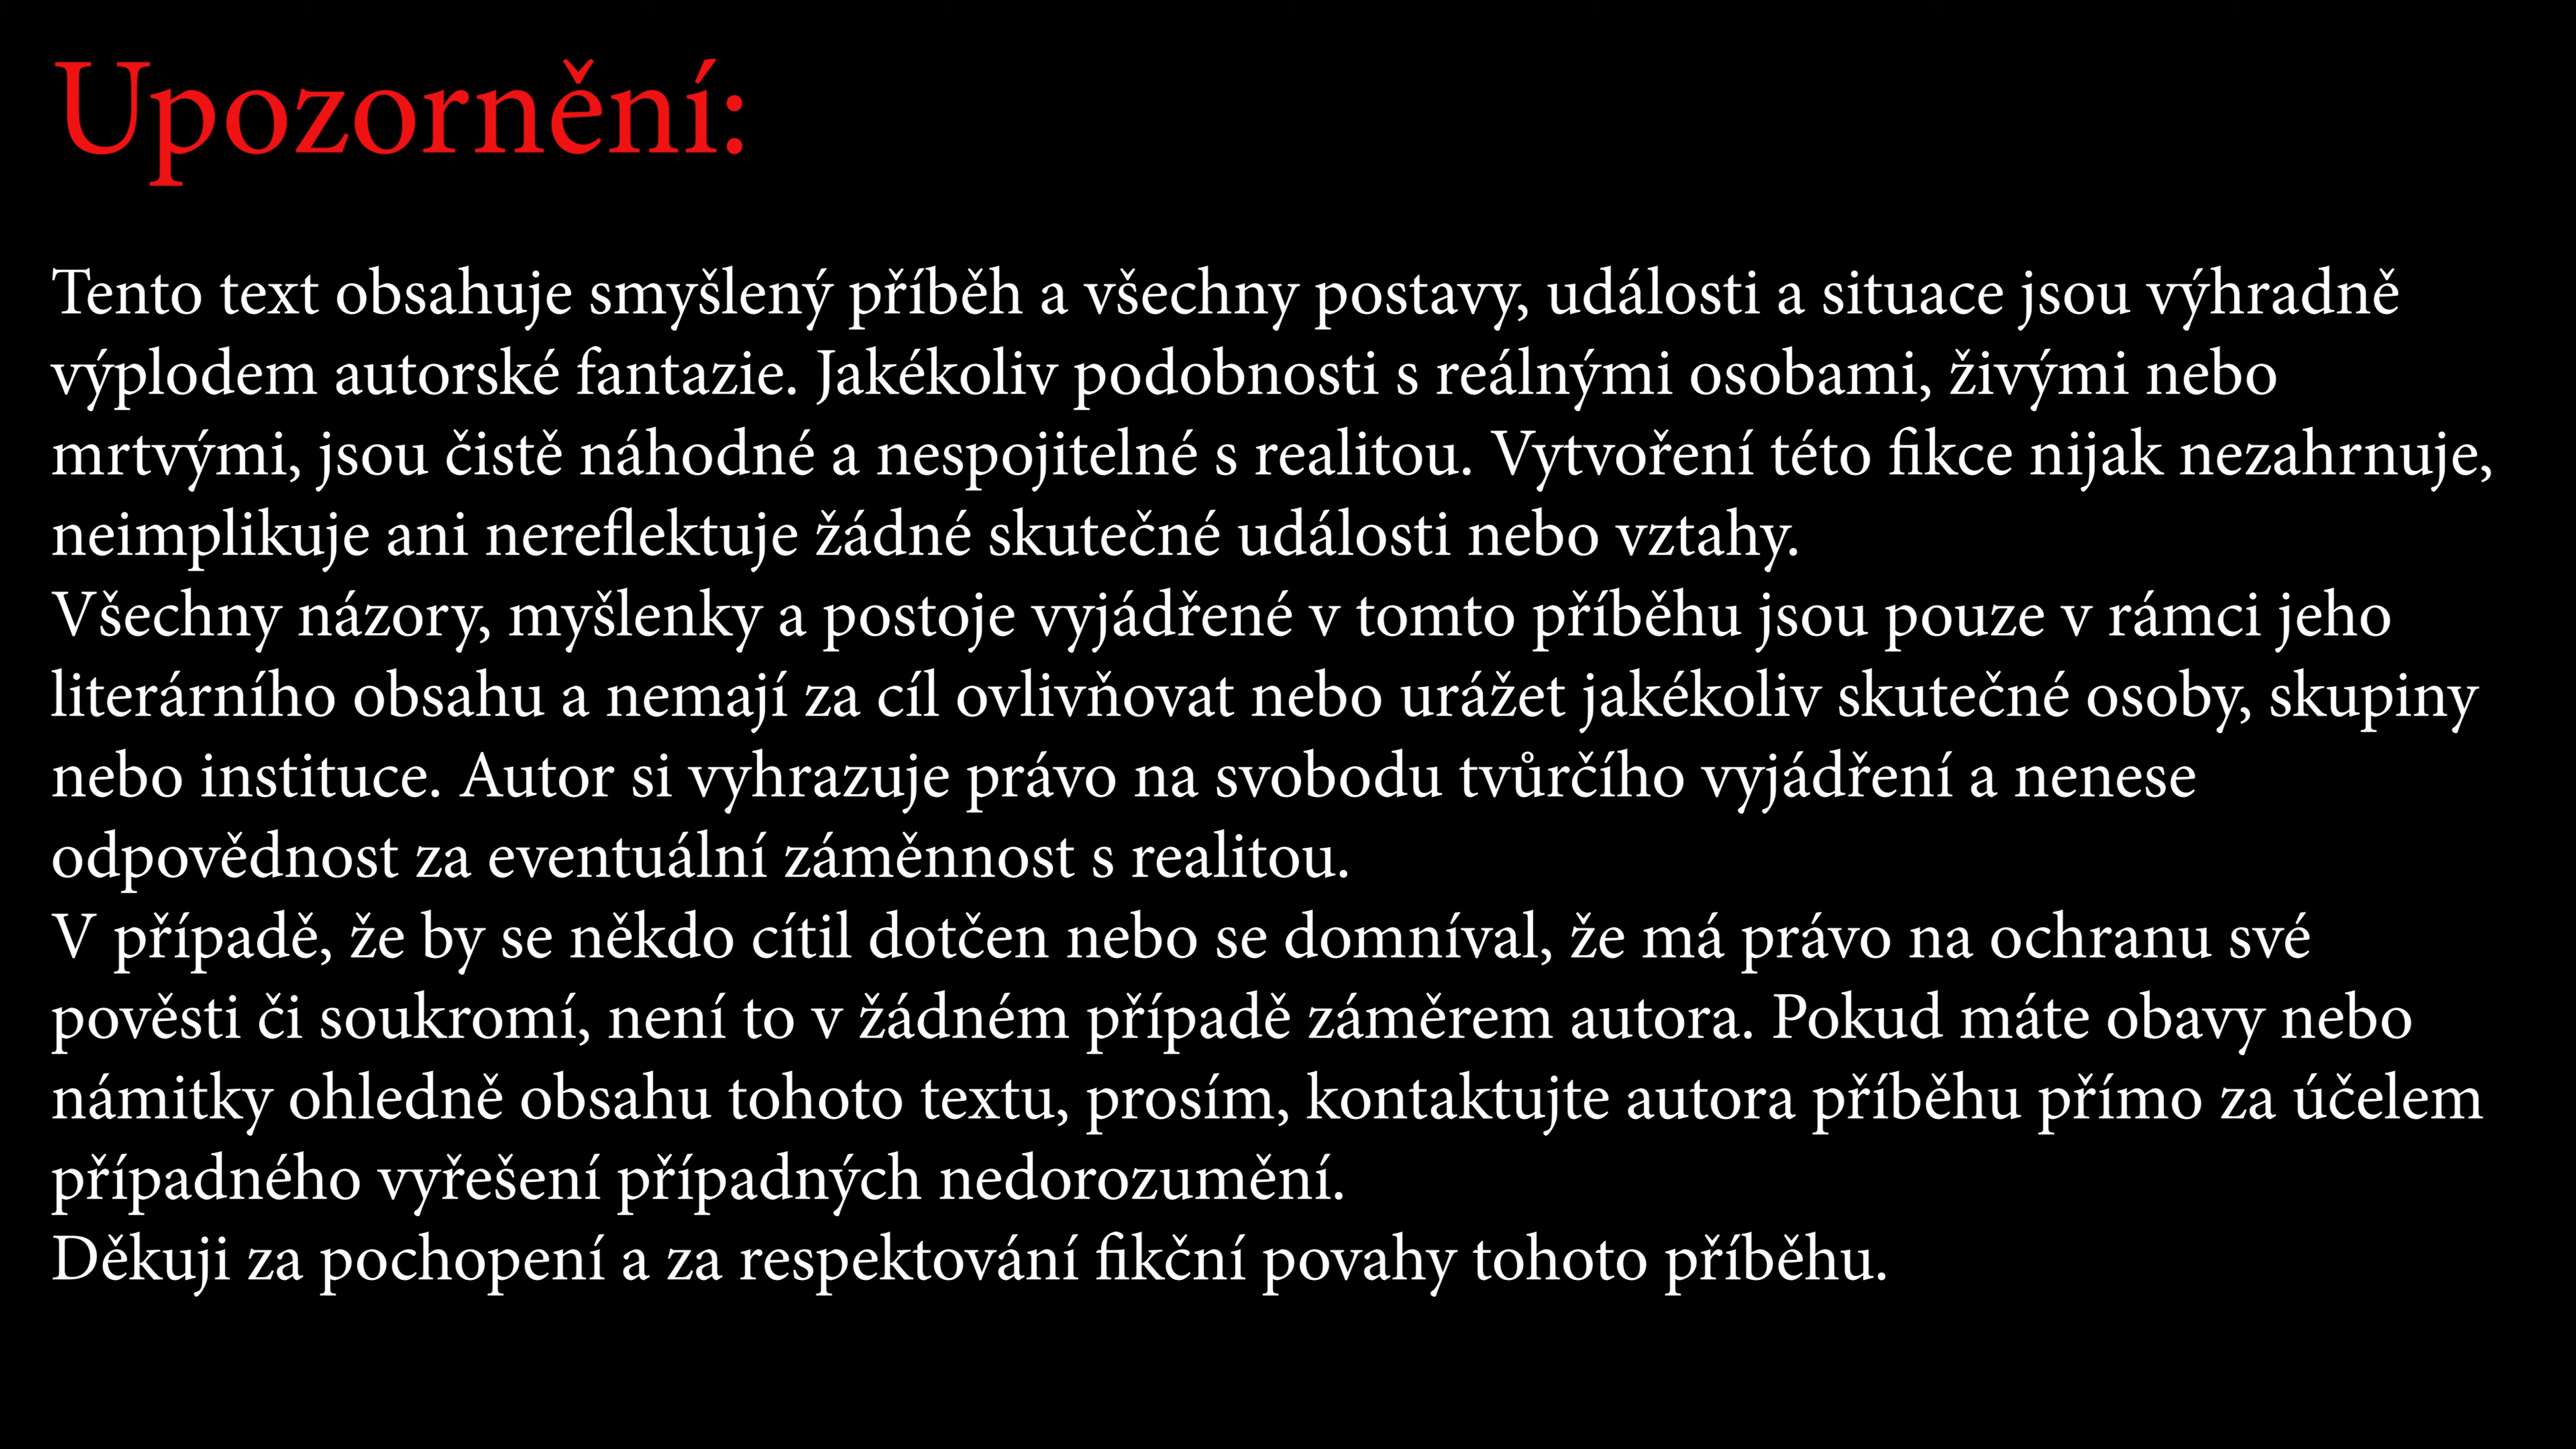 Upozornění:
Tento text obsahuje smyšlený příběh a všechny postavy, události a situace jsou výhradně
výplodem autorské fantazie. Jakékoliv podobnosti s reálnými osobami, živými nebo
mrtvými, jsou čistě náhodné a nespojitelné s realitou. Vytvoření této fikce nijak nezahrnuje,
neimplikuje ani nereflektuje žádné skutečné události nebo vztahy.
Všechny názory, myšlenky a postoje vyjádřené v tomto příběhu jsou pouze v rámci jeho
literárního obsahu a nemají za cíl ovlivňovat nebo urážet jakékoliv skutečné osoby, skupiny
nebo instituce. Autor si vyhrazuje právo na svobodu tvůrčího vyjádření a nenese
odpovědnost za eventuální záměnnost s realitou.
V případě, že by se někdo cítil dotčen nebo se domníval, že má právo na ochranu své
pověsti či soukromí, není to v žádném případě záměrem autora. Pokud máte obavy nebo
námitky ohledně obsahu tohoto textu, prosím, kontaktujte autora příběhu přímo za účelem
případného vyřešení případných nedorozumění.
Děkuji za pochopení a za respektování fikční povahy tohoto příběhu.